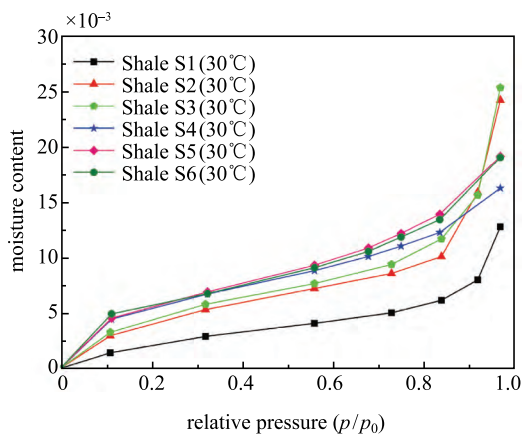 ×10⁻³
30
25
20
15
10
5
0
moisture content
Shale S1(30℃)
Shale S2(30℃)
Shale S3(30℃)
Shale S4(30℃)
Shale S5(30℃)
Shale S6(30℃)
0 0.2 0.4 0.6 0.8 1.0
relative pressure (p/p₀)